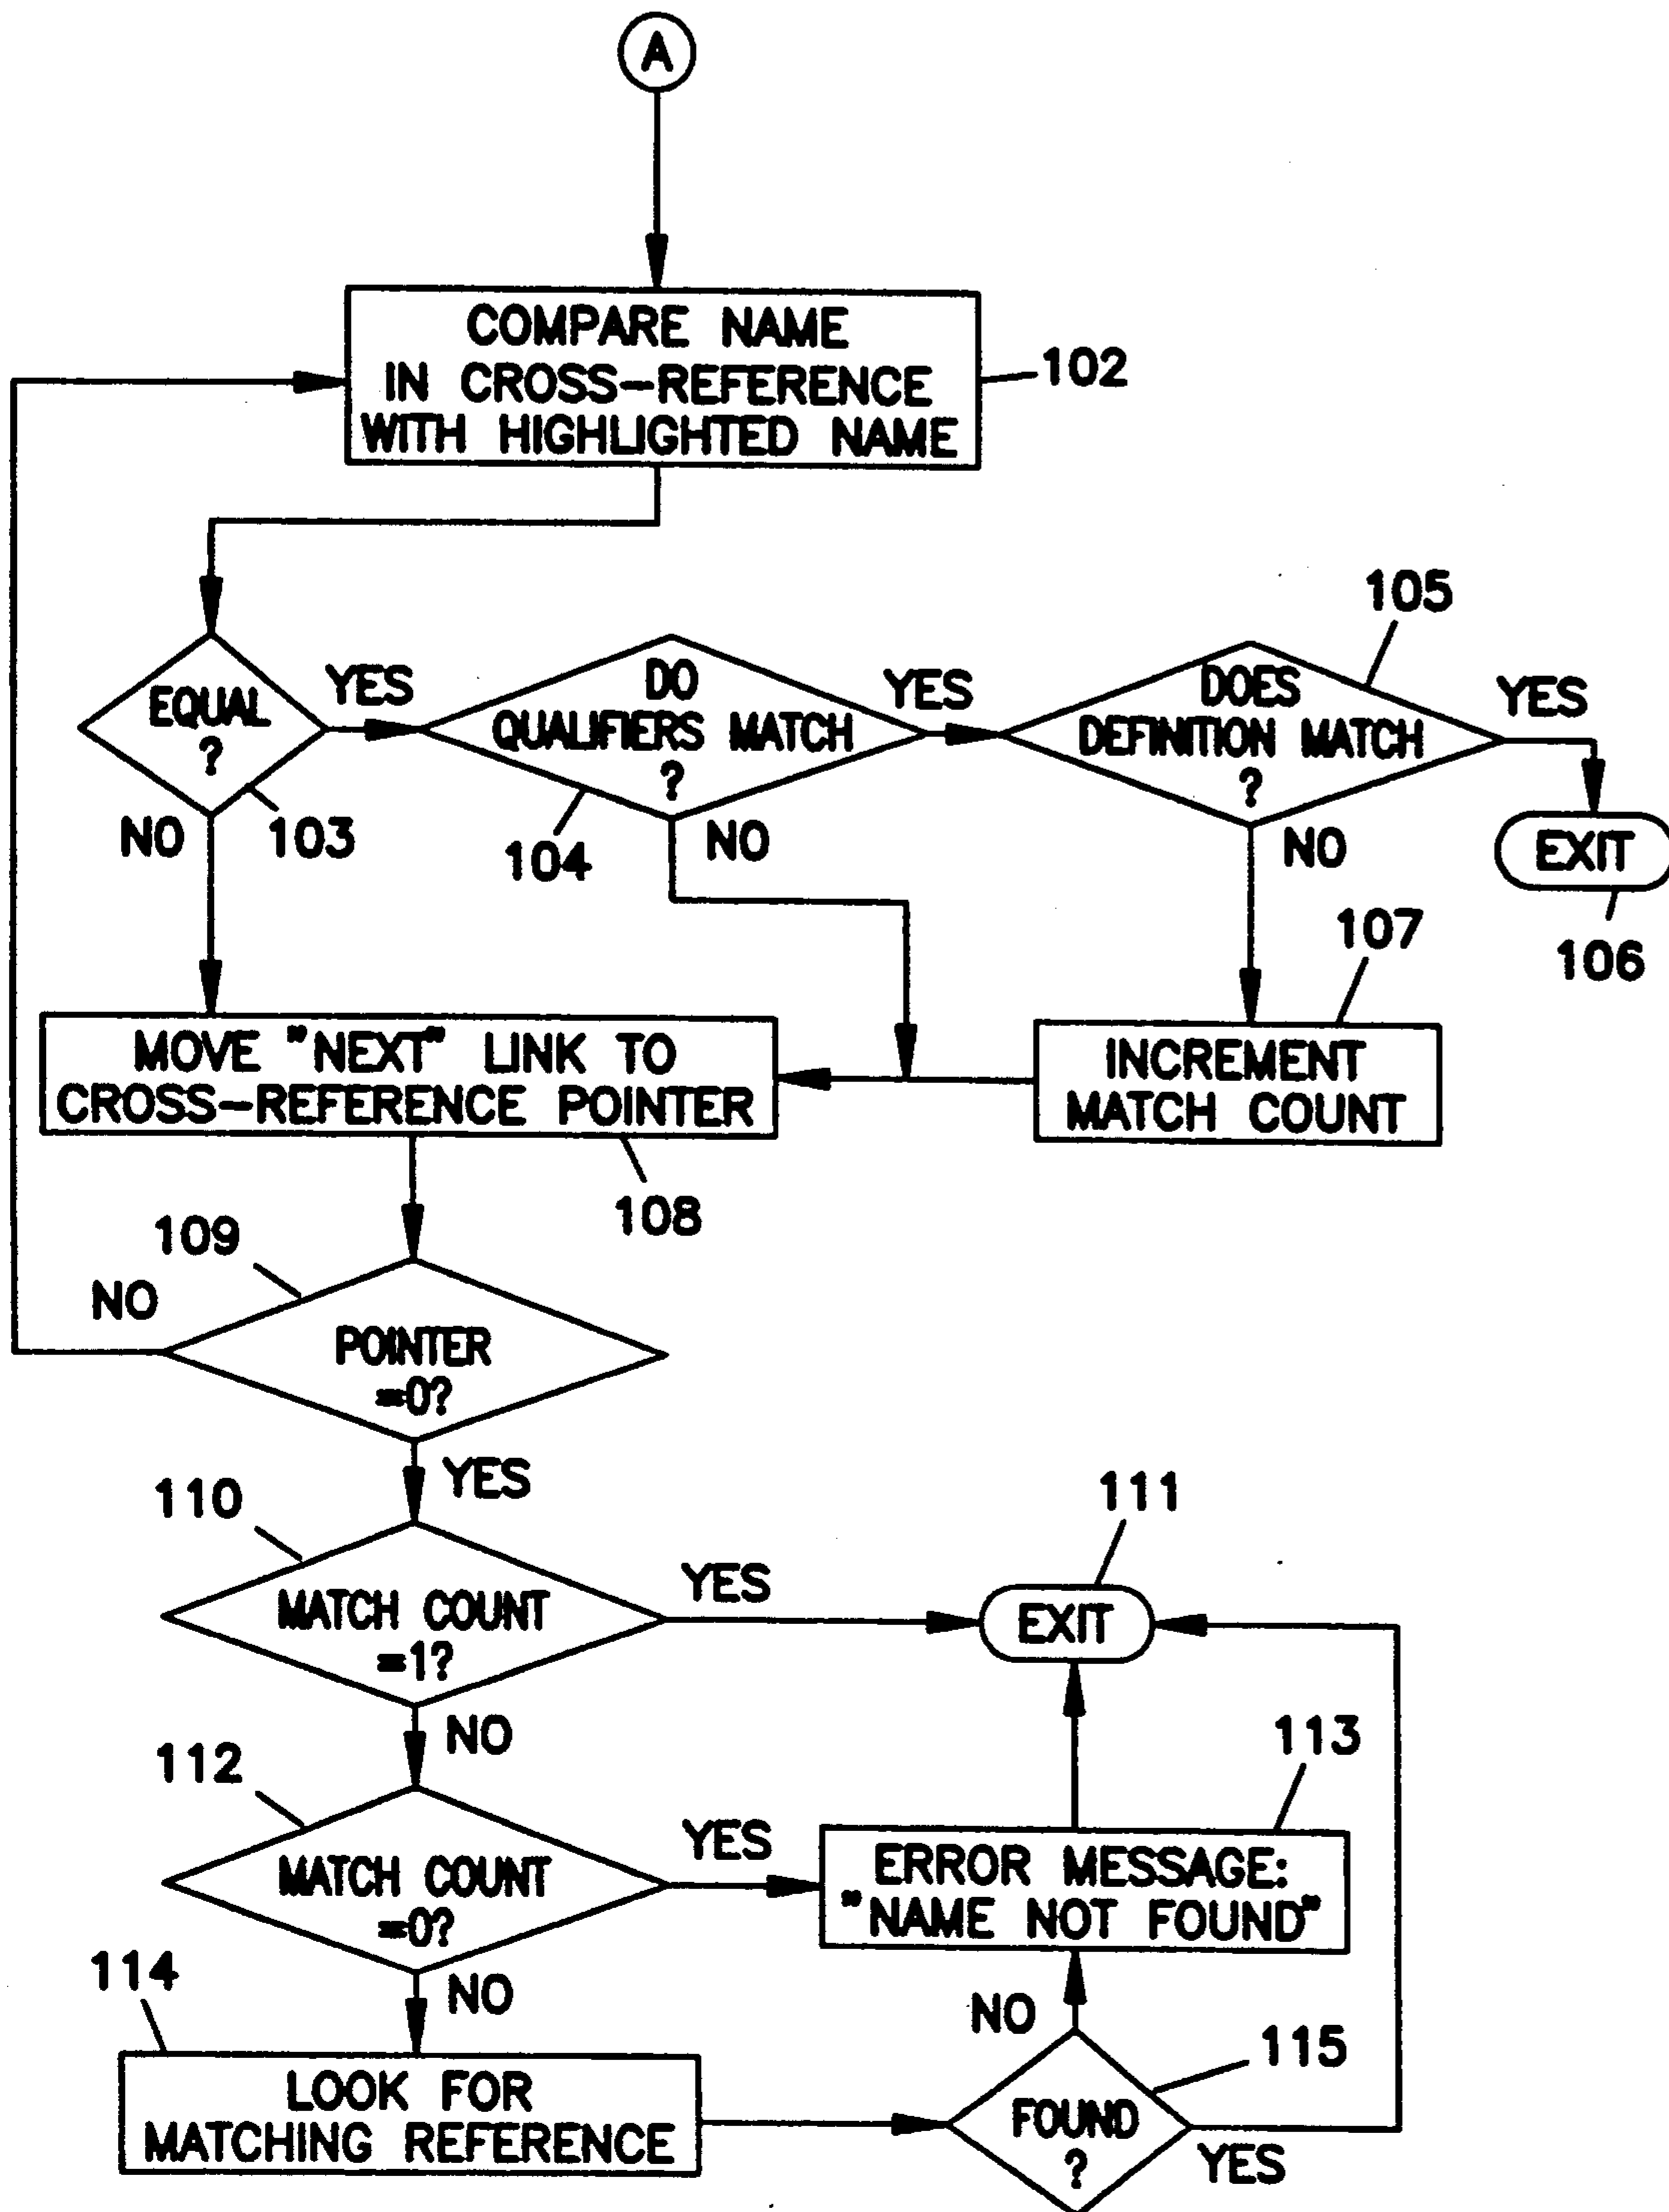 A
COMPARE NAME
IN CROSS-REFERENCE
WITH HIGHLIGHTED NAME
102
105
EQUAL
?
YES
DO
QUALIFIERS MATCH
?
YES
DOES
DEFINITION MATCH
?
YES
NO
103
104
NO
NO
EXIT
106
107
MOVE "NEXT" LINK TO
CROSS-REFERENCE POINTER
INCREMENT
MATCH COUNT
108
109
NO
POINTER
=0?
YES
110
111
MATCH COUNT
=1?
YES
EXIT
NO
112
113
MATCH COUNT
=0?
YES
ERROR MESSAGE:
"NAME NOT FOUND"
114
NO
NO
115
LOOK FOR
MATCHING REFERENCE
FOUND
?
YES